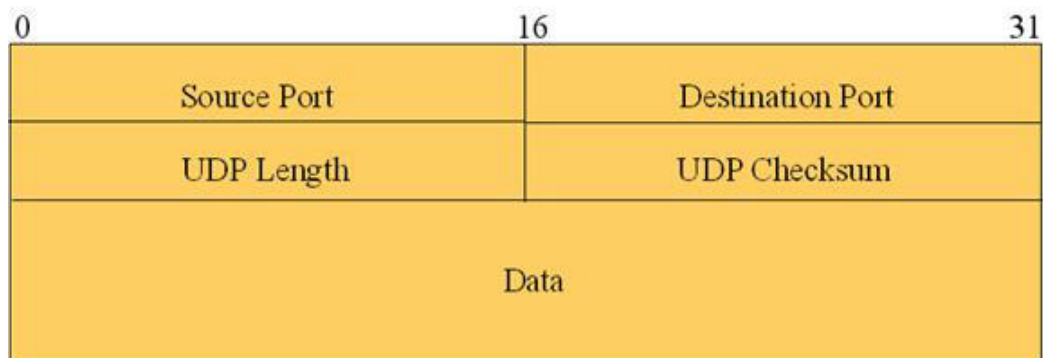 0 16 31
Source Port Destination Port
UDP Length UDP Checksum
Data